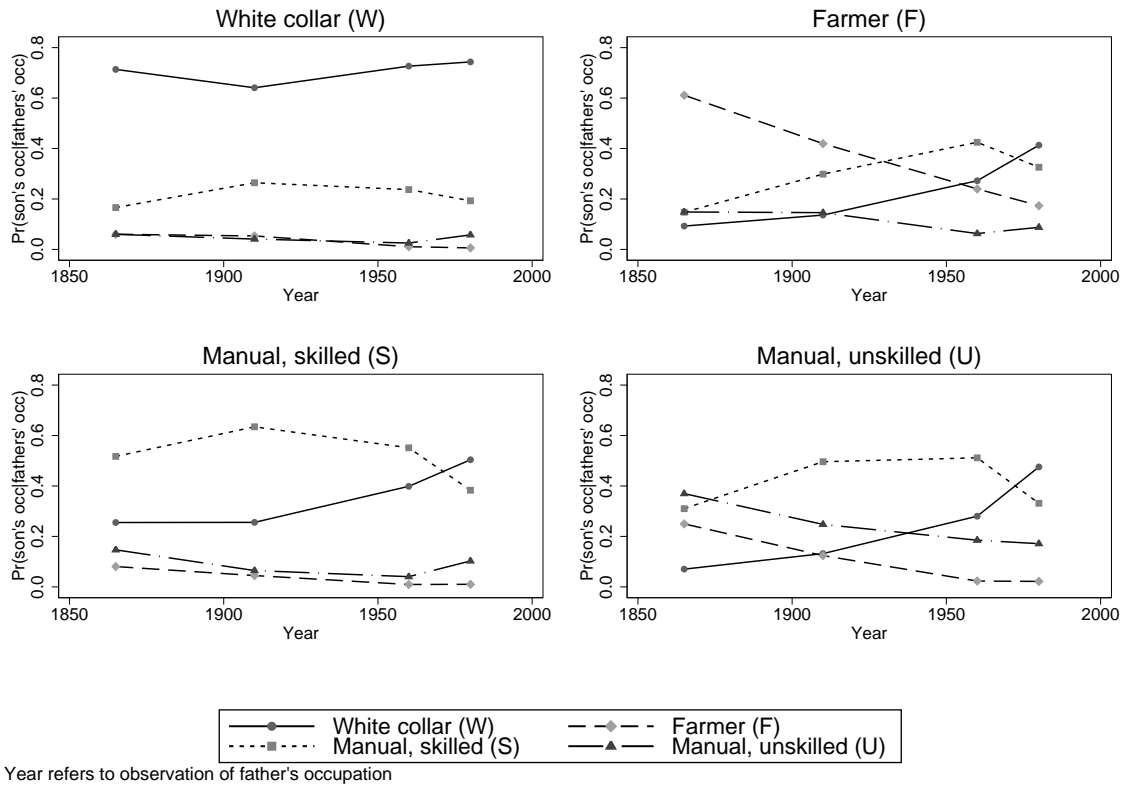 White collar (W)
Pr(son's occ|fathers' occ)
0.8
0.6
0.4
0.2
0.0
1850 1900 1950 2000
Year
Farmer (F)
Pr(son's occ|fathers' occ)
0.8
0.6
0.4
0.2
0.0
1850 1900 1950 2000
Year
Manual, skilled (S)
Pr(son's occ|fathers' occ)
0.8
0.6
0.4
0.2
0.0
1850 1900 1950 2000
Year
Manual, unskilled (U)
Pr(son's occ|fathers' occ)
0.8
0.6
0.4
0.2
0.0
1850 1900 1950 2000
Year
White collar (W) Farmer (F)
Manual, skilled (S) Manual, unskilled (U)
Year refers to observation of father's occupation